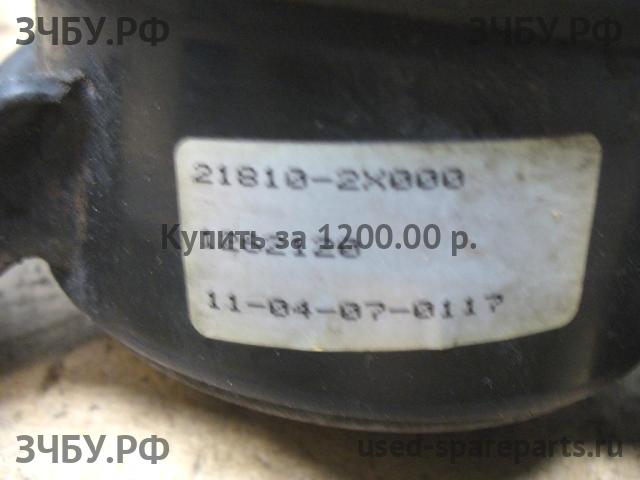 ЗЧБУ.РФ ЗЧБУ.РФ
21810-2X000
Купить за 1200.00 р.
11-04-07-0117
ЗЧБУ.РФ used-spareparts.ru